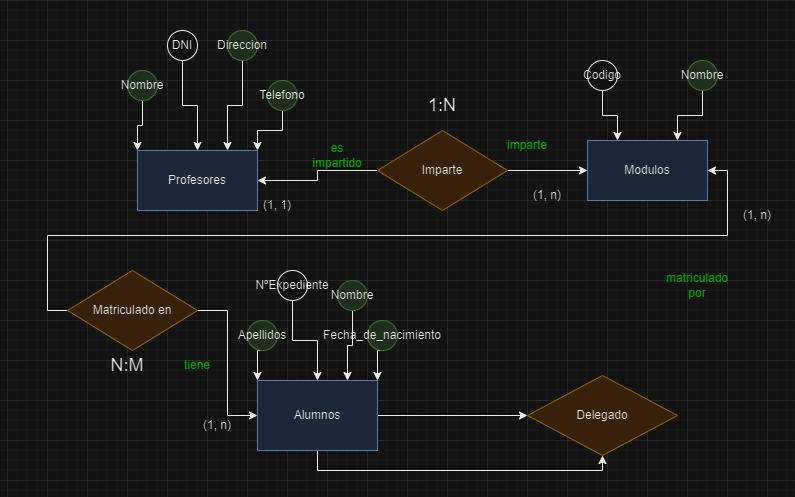 DNI
Direccion
Nombre
Telefono
1:N
Codigo
Nombre
es
impartido
imparte
Profesores
Imparte
Modulos
(1, 1)
(1, n)
(1, n)
matriculado
por
NºExpediente
Nombre
Matriculado en
Apellidos
Fecha_de_nacimiento
N:M
tiene
(1, n)
Alumnos
Delegado